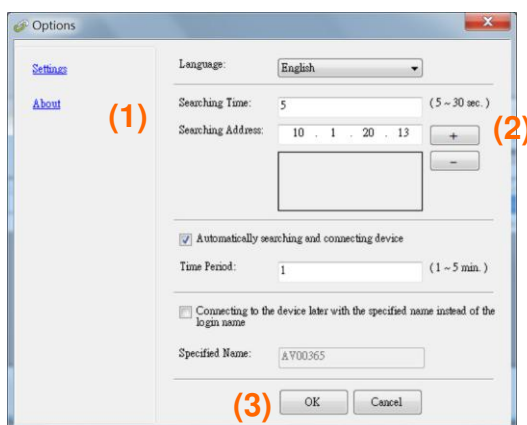 Options
Settings
About
Language:
English
Searching Time:
5
( 5 ~ 30 sec. )
Searching Address:
10 . 1 . 20 . 13
+
−
(1)
(2)
Automatically searching and connecting device
Time Period:
1
( 1 ~ 5 min. )
Connecting to the device later with the specified name instead of the
login name
Specified Name:
AV00365
(3)
OK
Cancel